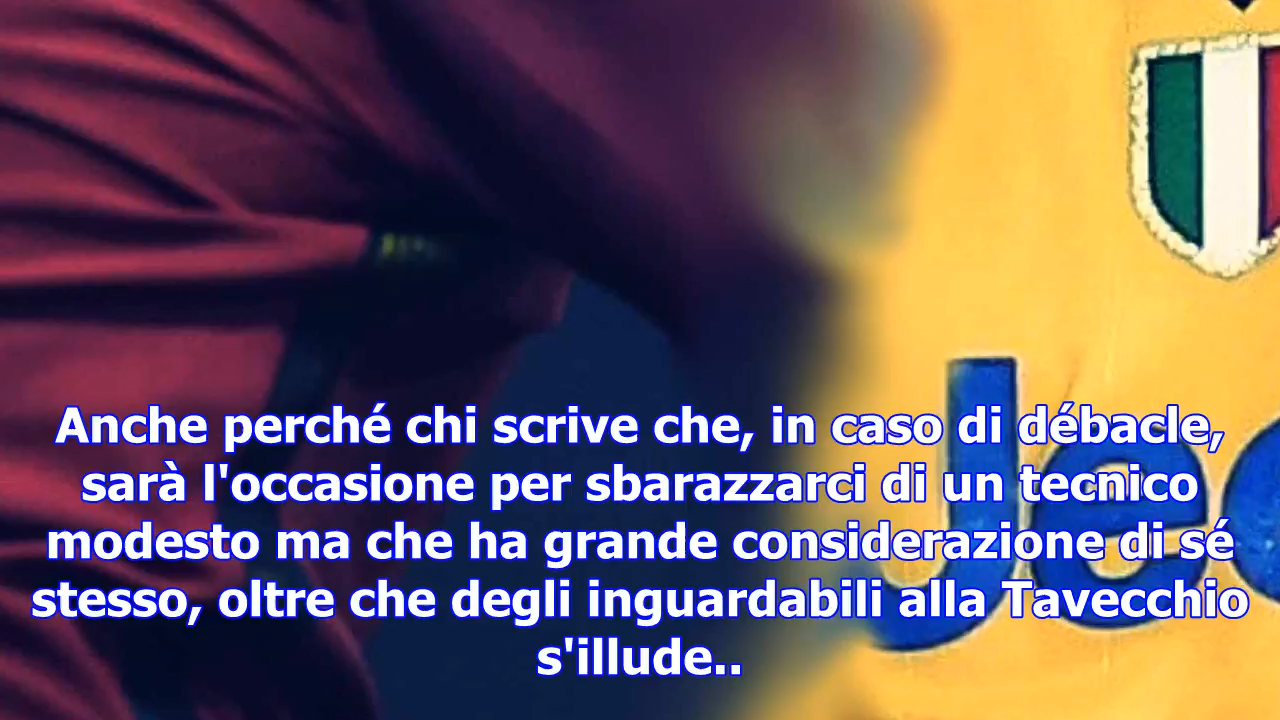 Je
Anche perché chi scrive che, in caso di débacle,
sarà l'occasione per sbarazzarci di un tecnico
modesto ma che ha grande considerazione di sé
stesso, oltre che degli inguardabili alla Tavecchio
s'illude..